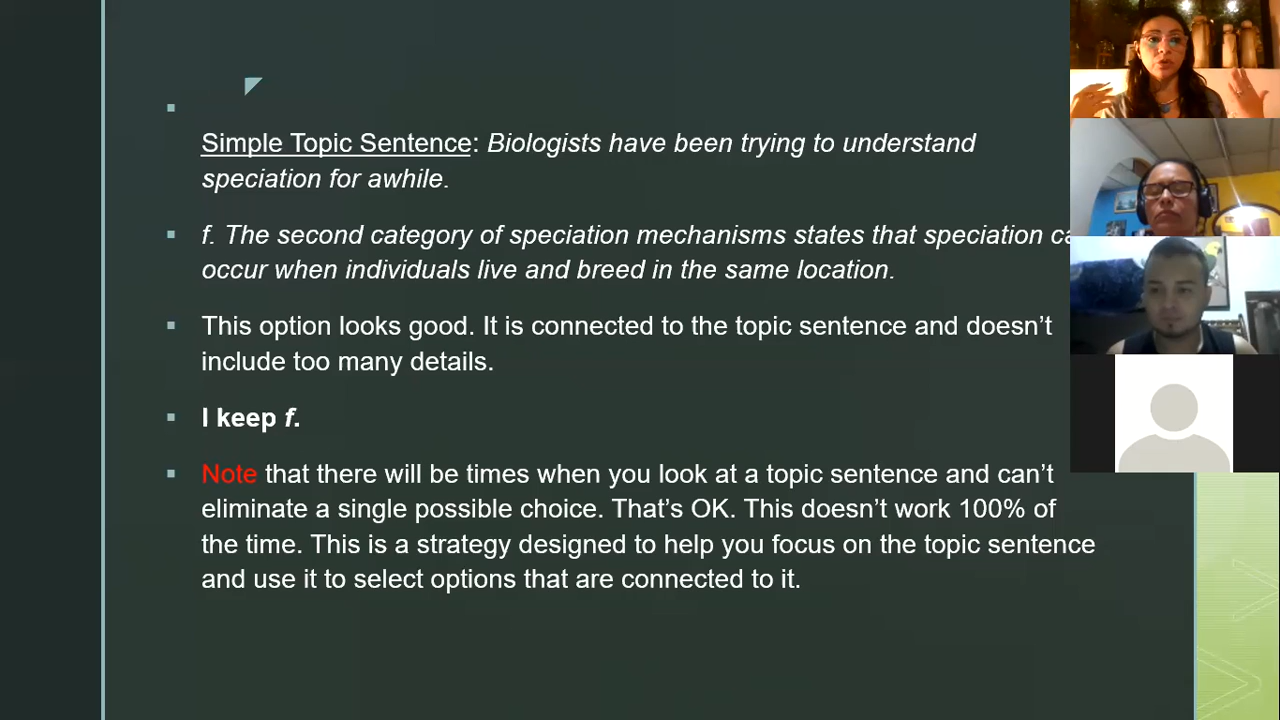 Simple Topic Sentence: Biologists have been trying to understand
speciation for awhile.
f. The second category of speciation mechanisms states that speciation
occur when individuals live and breed in the same location.
This option looks good. It is connected to the topic sentence and doesn't
include too many details.
I keep f.
Note that there will be times when you look at a topic sentence and can't
eliminate a single possible choice. That's OK. This doesn't work 100% of
the time. This is a strategy designed to help you focus on the topic sentence
and use it to select options that are connected to it.